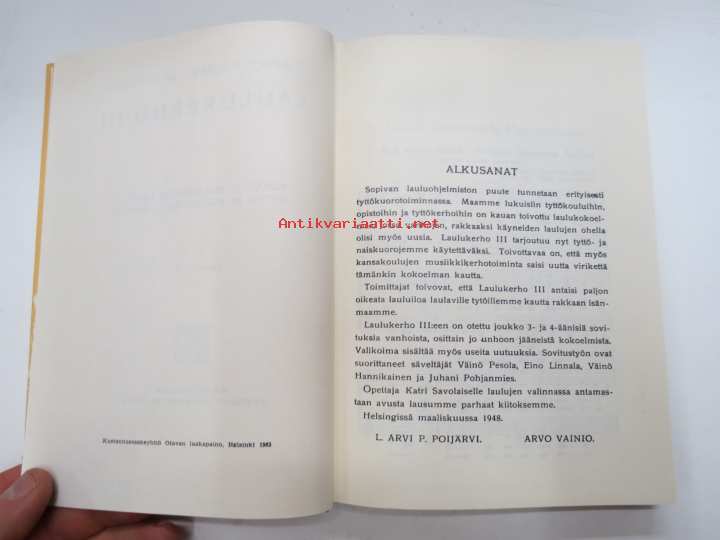 Kustannusosakeyhtiö Otavan laakapaino, Helsinki 1963
ALKUSANAT
Sopivan lauluohjelmiston puute tunnetaan erityisesti
tyttökuorotoiminnassa. Maamme lukuisiin tyttökouluihin,
opistoihin ja tyttökerhoihin on kauan toivottu laulukokoel-
maa, jossa vanhojen, rakkaaksi käyneiden laulujen ohella
olisi myös uusia. Laulukerho III tarjoutuu nyt tyttö- ja
naiskuorojemme käytettäväksi. Toivottavaa on, että myös
kansakoulujen musiikkikerhotoiminta saisi uutta virikettä
tämänkin kokoelman kautta.
Toimittajat toivovat, että Laulukerho III antaisi paljon
oikeata lauluiloa laulaville tytöillemme kautta rakkaan isän-
maamme.
Laulukerho III:een on otettu joukko 3- ja 4-äänisiä sovi-
tuksia vanhoista, osittain jo unhoon jääneistä kokoelmista.
Valikoima sisältää myös useita uutuuksia. Sovitustyön ovat
suorittaneet säveltäjät Väinö Pesola, Eino Linnala, Väinö
Hannikainen ja Juhani Pohjanmies.
Opettaja Katri Savolaiselle laulujen valinnassa antamas-
taan avusta lausumme parhaat kiitoksemme.
Helsingissä maaliskuussa 1948.
L. ARVI P. POIJÄRVI. ARVO VAINIO.
Antikvariaatti.net